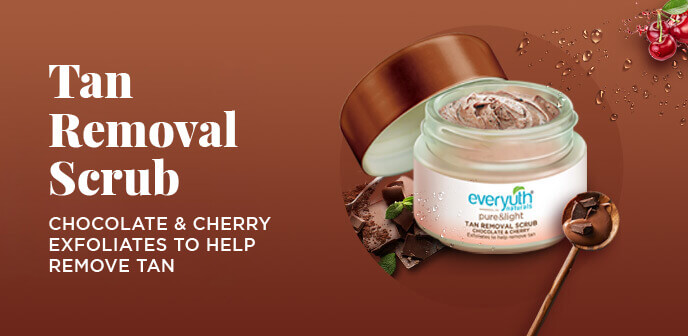 Tan
Removal
Scrub
CHOCOLATE & CHERRY
EXFOLIATES TO HELP
REMOVE TAN
everyuth®
naturals
pure&light
TAN REMOVAL SCRUB
CHOCOLATE & CHERRY
Exfoliates to help remove tan